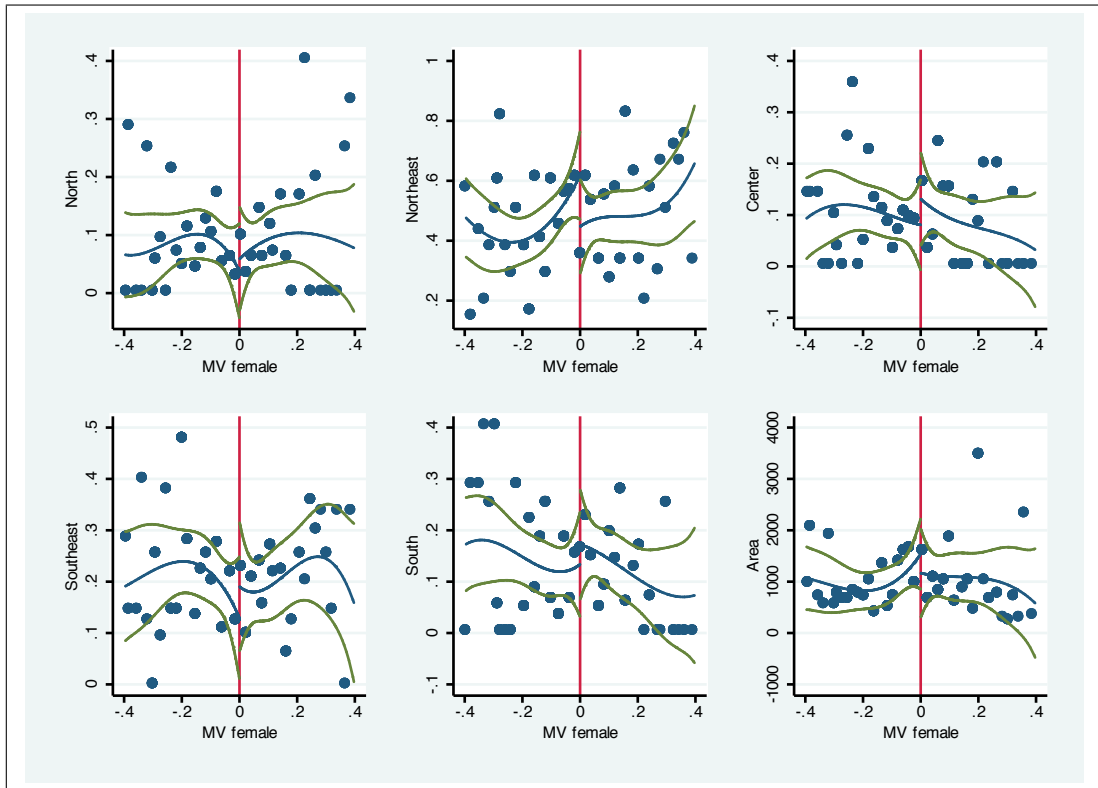 North
.4
.3
.2
.1
0
-.4 -.2 0 .2 .4
MV female
Northeast
1
.8
.6
.4
.2
-.4 -.2 0 .2 .4
MV female
Center
.4
.3
.2
.1
0
-.1
-.4 -.2 0 .2 .4
MV female
Southeast
.5
.4
.3
.2
.1
0
-.4 -.2 0 .2 .4
MV female
South
.4
.3
.2
.1
0
-.1
-.4 -.2 0 .2 .4
MV female
Area
4000
3000
2000
1000
0
-1000
-.4 -.2 0 .2 .4
MV female